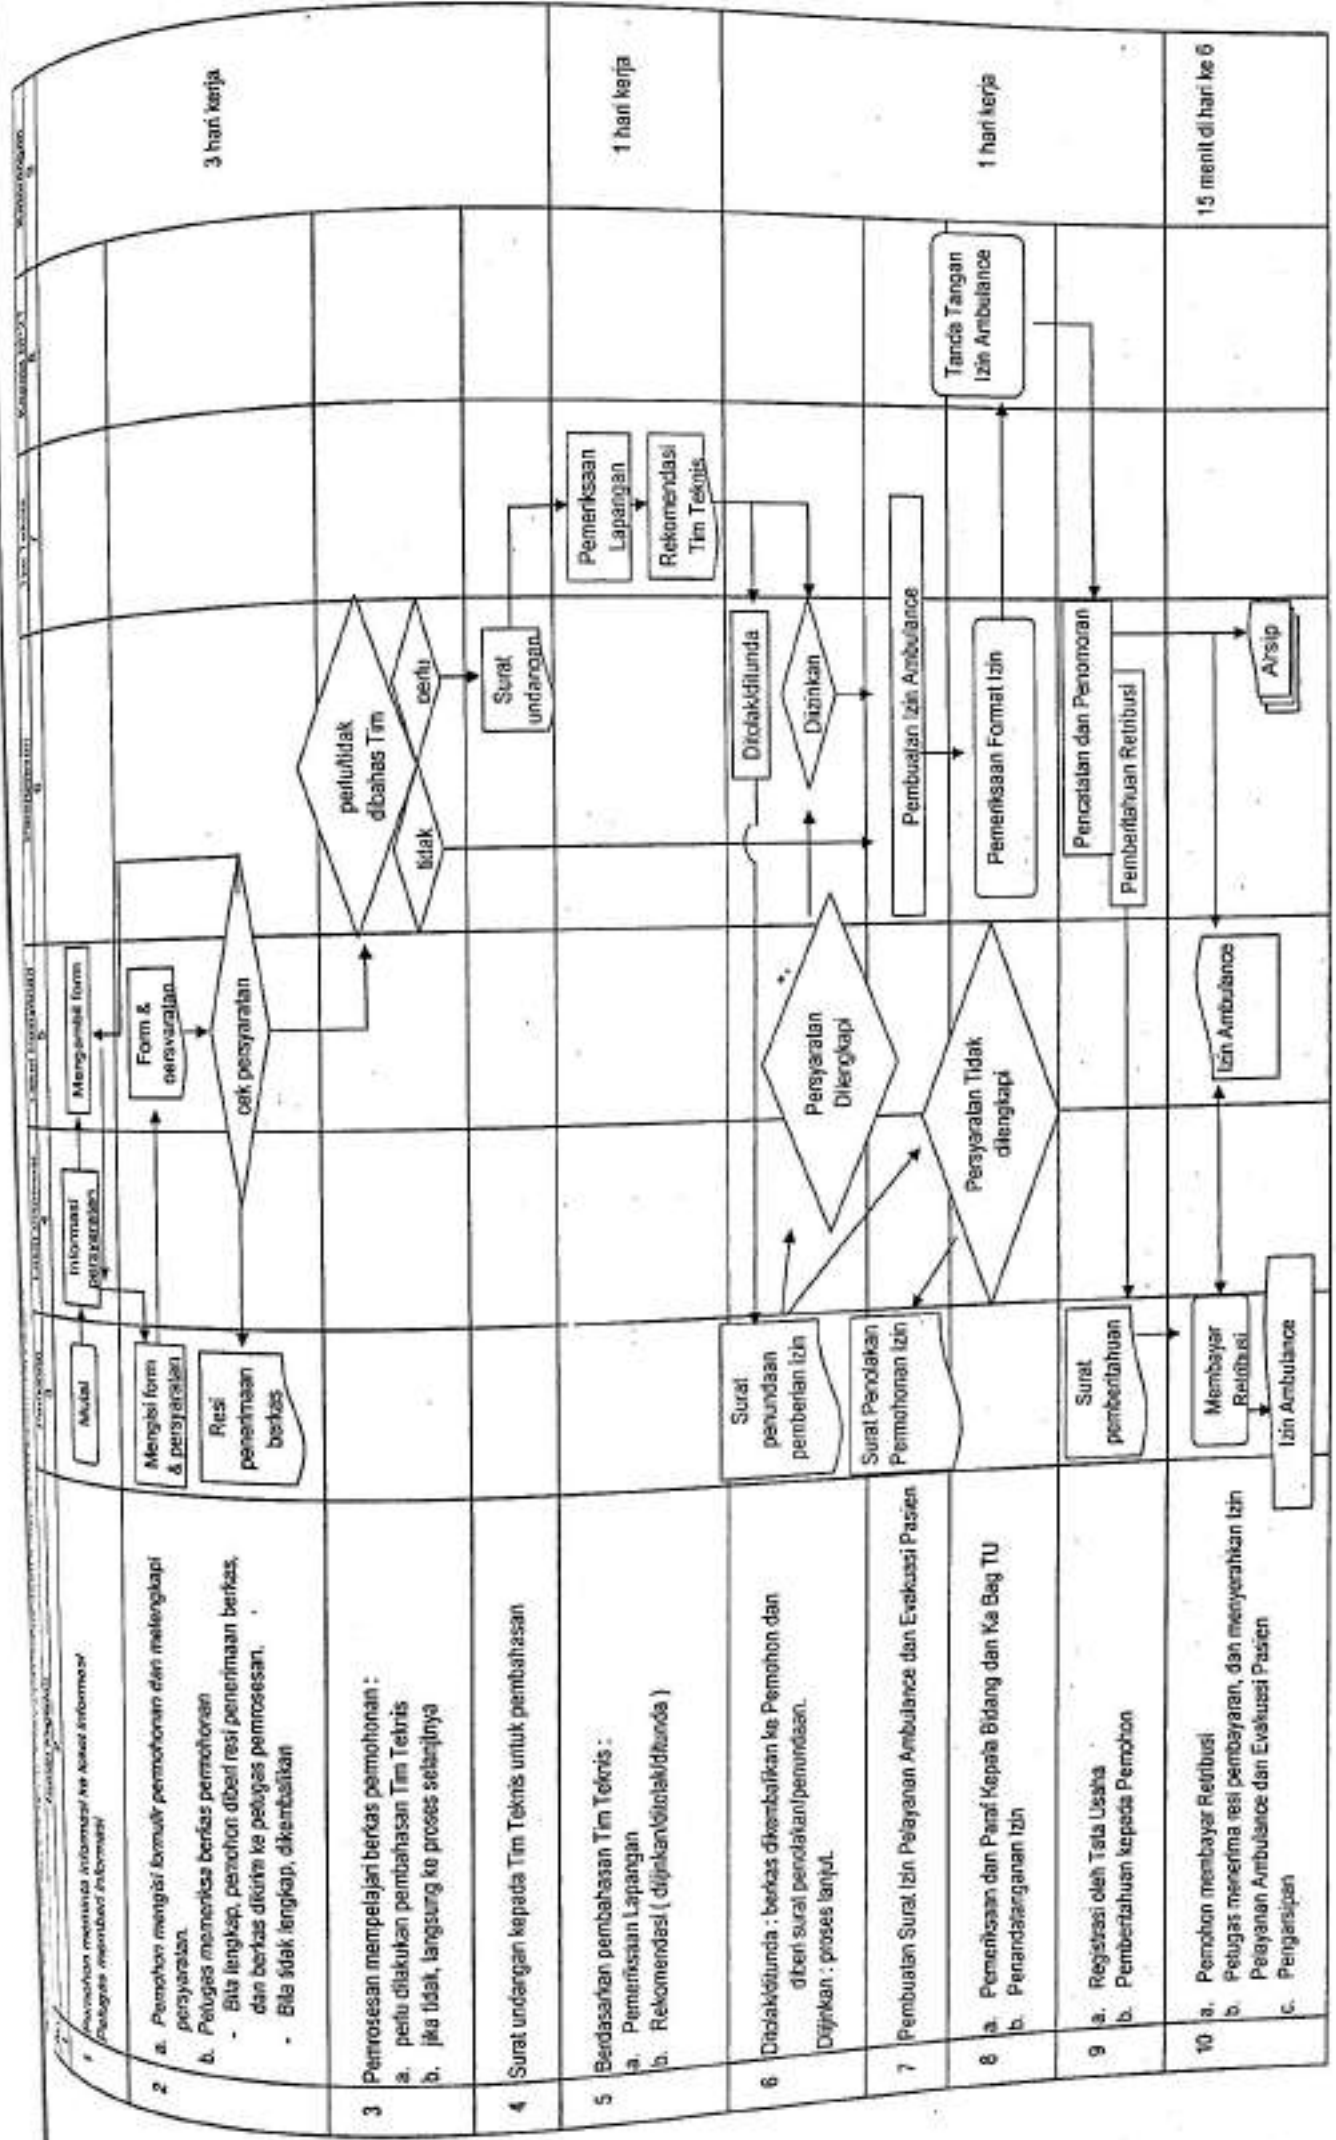 1 Pemohon meminta informasi ke loket informasi
Petugas memberi informasi
Mulai
Informasi
persyaratan
Mengambil form
2 a. Pemohon mengisi formulir permohonan dan melengkapi
persyaratan.
b. Petugas memeriksa berkas permohonan
- Bila lengkap, pemohon diberi resi penerimaan berkas,
dan berkas dikirim ke petugas pemrosesan.
- Bila tidak lengkap, dikembalikan
Mengisi form
& persyaratan
Resi
penerimaan
berkas
Form &
persyaratan
cek persyaratan
3 hari kerja
3 Pemrosesan mempelajari berkas permohonan :
a. perlu dilakukan pembahasan Tim Teknis
b. jika tidak, langsung ke proses selanjtnya
perlu/tidak
dibahas Tim
tidak
perlu
4 Surat undangan kepada Tim Teknis untuk pembahasan
Surat
undangan
5 Berdasarkan pembahasan Tim Teknis :
a. Pemeriksaan Lapangan
b. Rekomendasi ( diijinkan/ditolak/ditunda )
Pemeriksaan
Lapangan
Rekomendasi
Tim Teknis
1 hari kerja
6 Ditolak/ditunda : berkas dikembalikan ke Pemohon dan
diberi surat penolakan/penundaan.
Diijinkan : proses lanjut.
Surat
penundaan
pemberian Izin
Persyaratan
Dilengkapi
Ditolak/ditunda
Diizinkan
7 Pembuatan Surat Izin Pelayanan Ambulance dan Evakuasi Pasien
Surat Penolakan
Permohonan Izin
Pembuatan Izin Ambulance
8 a. Pemeriksaan dan Paraf Kepala Bidang dan Ka Bag TU
b. Penandatanganan Izin
Persyaratan Tidak
dilengkapi
Pemeriksaan Format Izin
Tanda Tangan
Izin Ambulance
1 hari kerja
9 a. Registrasi oleh Tata Usaha
b. Pemberitahuan kepada Pemohon
Surat
pemberitahuan
Pencatatan dan Penomoran
Pemberitahuan Retribusi
10 a. Pemohon membayar Retribusi
b. Petugas menerima resi pembayaran, dan menyerahkan Izin
Pelayanan Ambulance dan Evakuasi Pasien
c. Pengarsipan
Membayar
Retribusi
Izin Ambulance
Izin Ambulance
Arsip
15 menit di hari ke 6